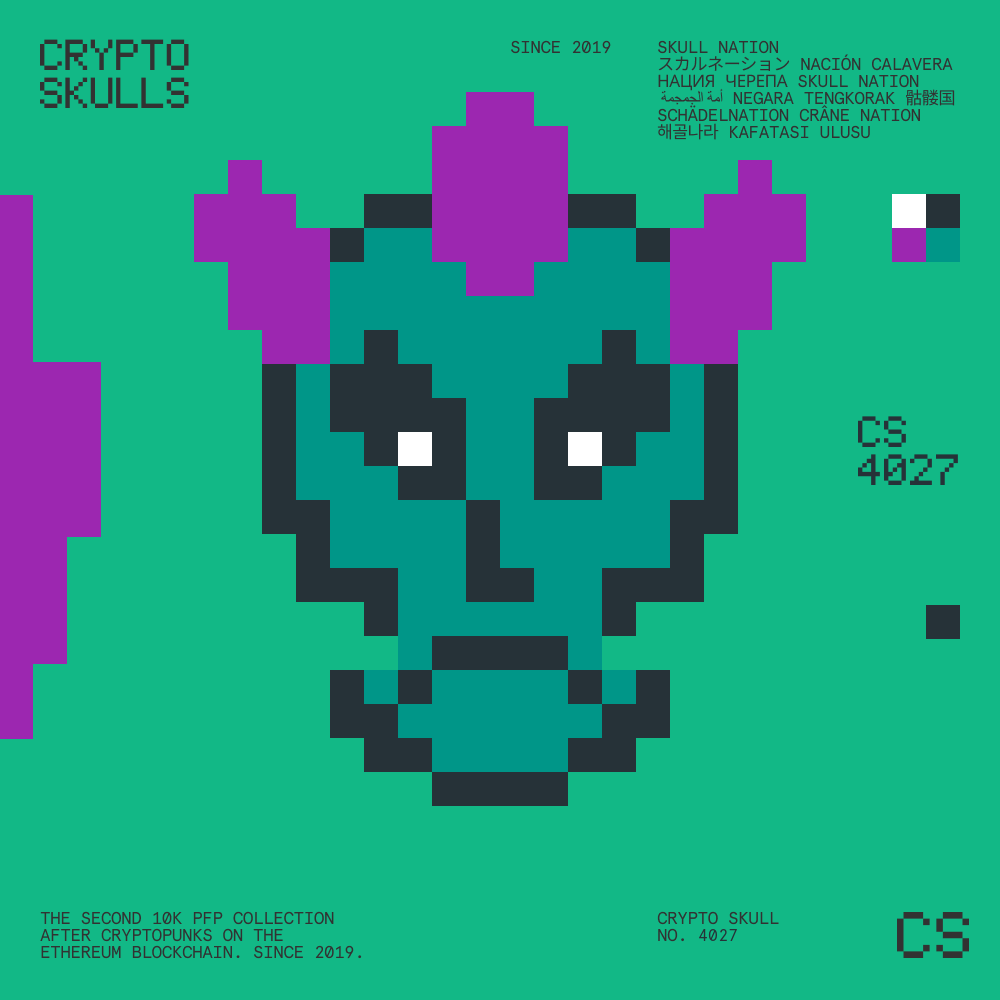 CRYPTO
SKULLS
SINCE 2019
SKULL NATION
スカルネーション NACIÓN CALAVERA
НАЦИЯ ЧЕРЕПА SKULL NATION
أمة الجمجمة NEGARA TENGKORAK 骷髅国
SCHÄDELNATION CRÂNE NATION
해골나라 KAFATASI ULUSU
CS
4027
THE SECOND 10K PFP COLLECTION
AFTER CRYPTOPUNKS ON THE
ETHEREUM BLOCKCHAIN. SINCE 2019.
CRYPTO SKULL
NO. 4027
CS